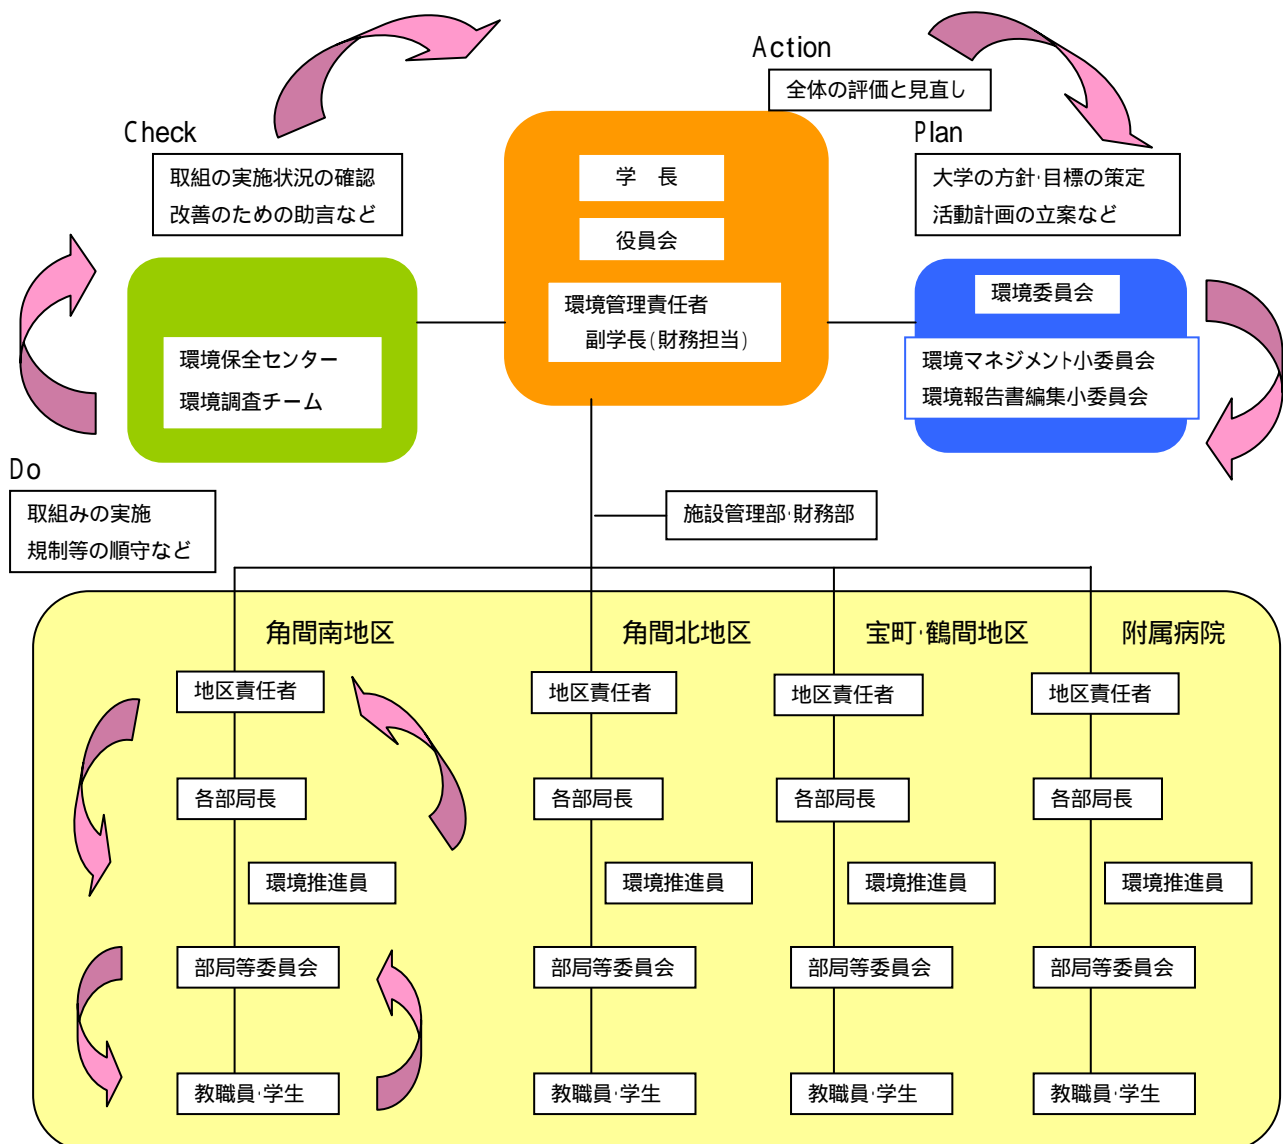 Action
全体の評価と見直し
Check
取組の実施状況の確認
改善のための助言など
Plan
大学の方針・目標の策定
活動計画の立案など
学　長
役員会
環境管理責任者
副学長(財務担当)
環境保全センター
環境調査チーム
環境委員会
環境マネジメント小委員会
環境報告書編集小委員会
Do
取組みの実施
規制等の順守など
施設管理部・財務部
角間南地区
地区責任者
各部局長
環境推進員
部局等委員会
教職員・学生
角間北地区
地区責任者
各部局長
環境推進員
部局等委員会
教職員・学生
宝町・鶴間地区
地区責任者
各部局長
環境推進員
部局等委員会
教職員・学生
附属病院
地区責任者
各部局長
環境推進員
部局等委員会
教職員・学生